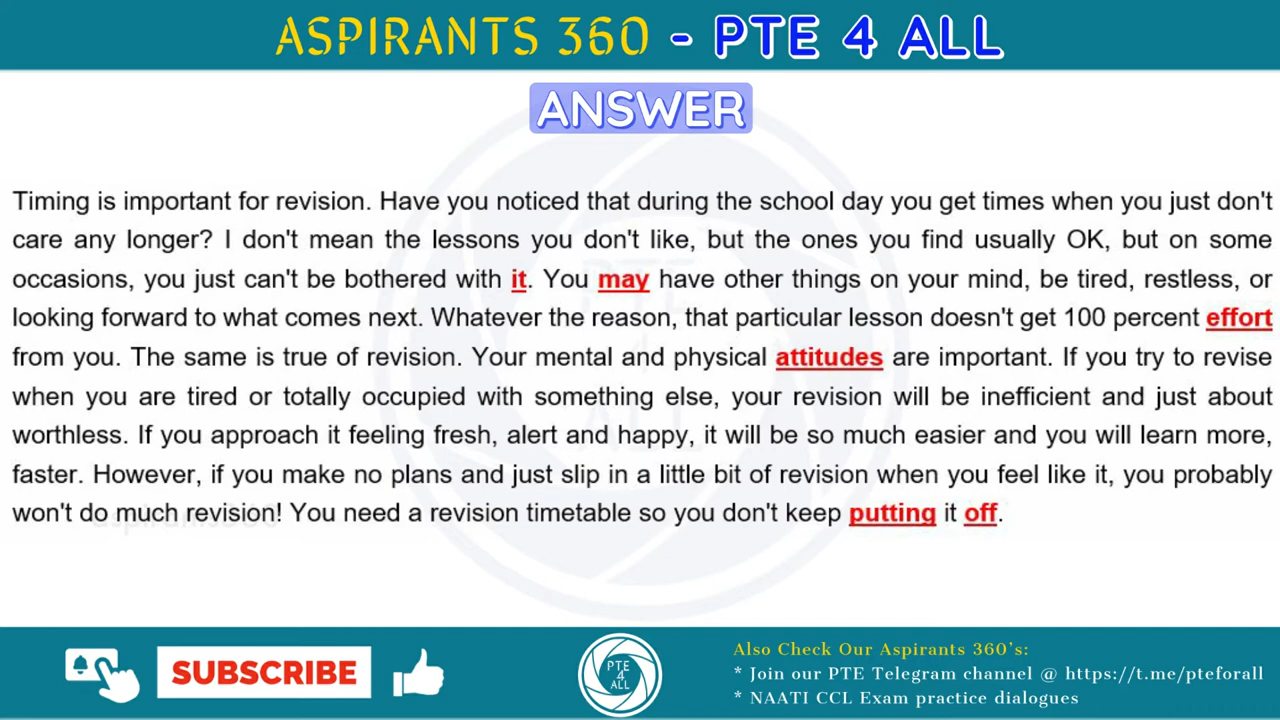 ASPIRANTS 360 - PTE 4 ALL
ANSWER
Timing is important for revision. Have you noticed that during the school day you get times when you just don't
care any longer? I don't mean the lessons you don't like, but the ones you find usually OK, but on some
occasions, you just can't be bothered with it. You may have other things on your mind, be tired, restless, or
looking forward to what comes next. Whatever the reason, that particular lesson doesn't get 100 percent effort
from you. The same is true of revision. Your mental and physical attitudes are important. If you try to revise
when you are tired or totally occupied with something else, your revision will be inefficient and just about
worthless. If you approach it feeling fresh, alert and happy, it will be so much easier and you will learn more,
faster. However, if you make no plans and just slip in a little bit of revision when you feel like it, you probably
won't do much revision! You need a revision timetable so you don't keep putting it off.
PTE
4
ALL
SUBSCRIBE
PTE
4
ALL
Also Check Our Aspirants 360's:
* Join our PTE Telegram channel @ https://t.me/pteforall
* NAATI CCL Exam practice dialogues